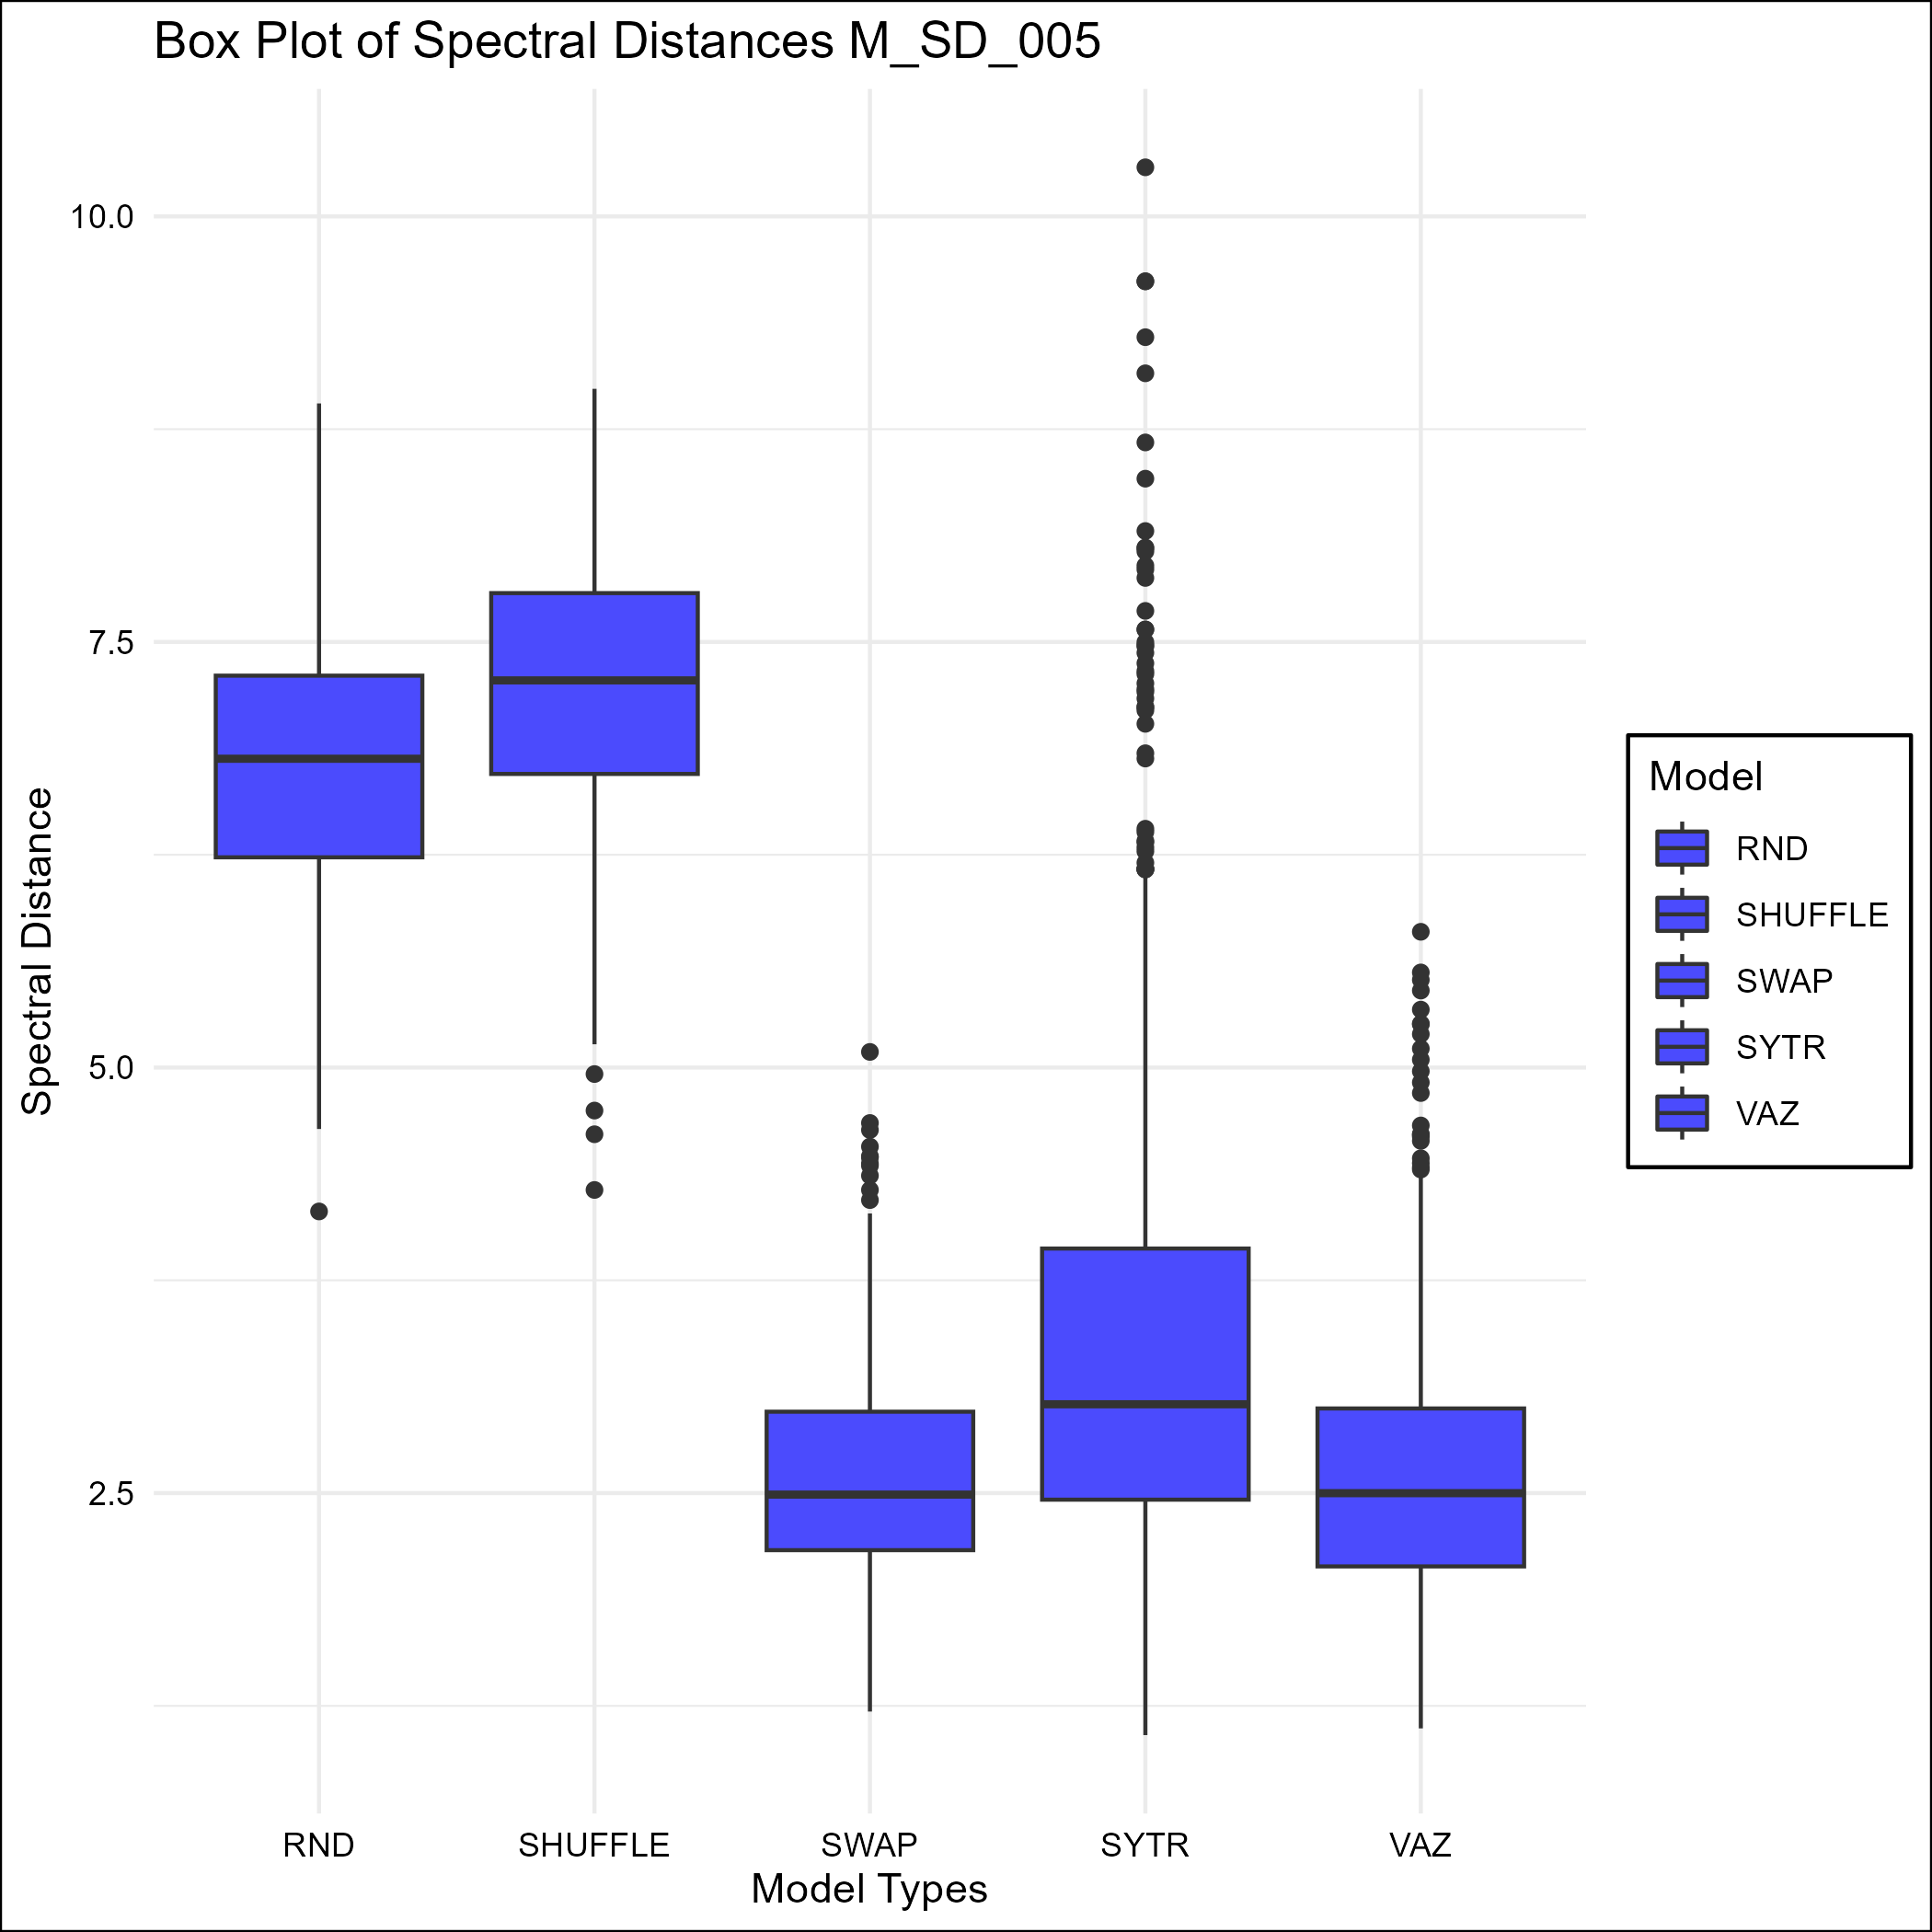 Box Plot of Spectral Distances M_SD_005
10.0
7.5
5.0
2.5
Spectral Distance
RND
SHUFFLE
SWAP
SYTR
VAZ
Model Types
Model
RND
SHUFFLE
SWAP
SYTR
VAZ